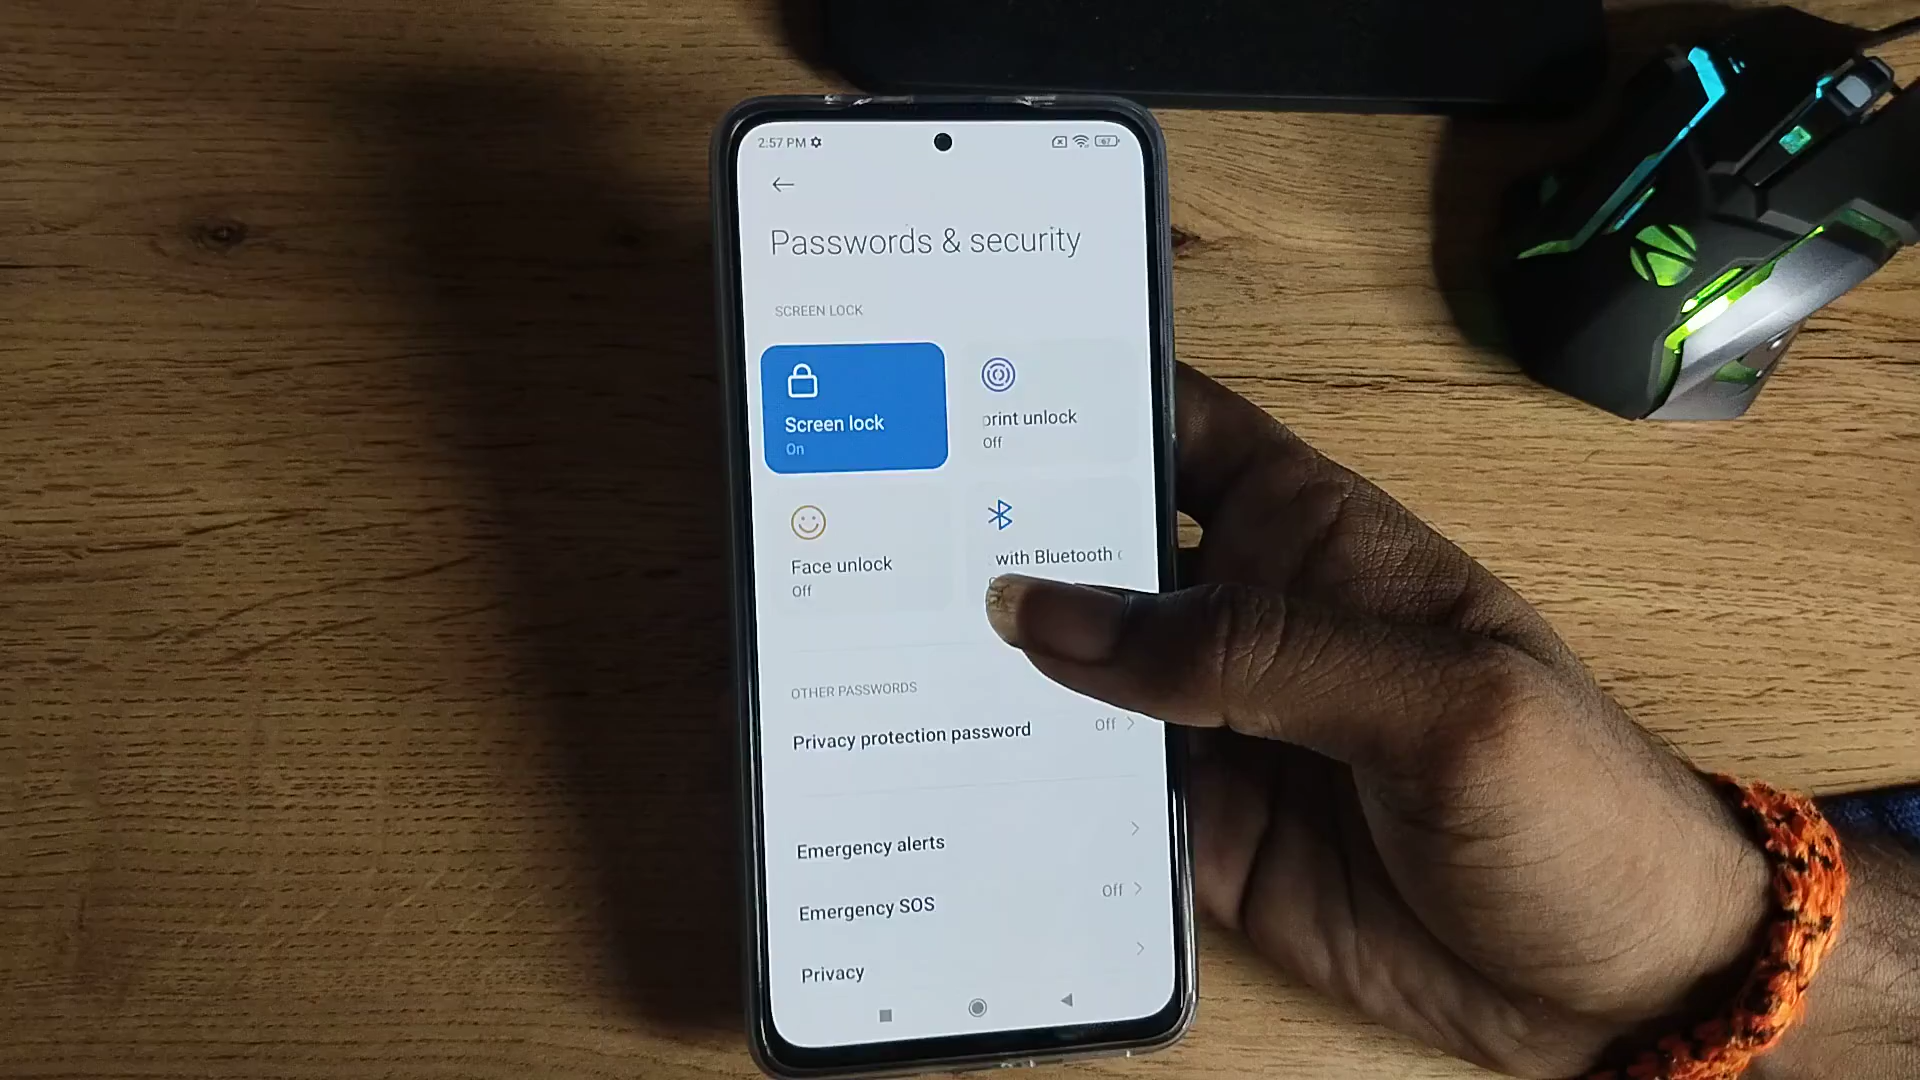 2:57 PM
67
Passwords & security
SCREEN LOCK
Screen lock
On
print unlock
Off
Face unlock
Off
with Bluetooth
OTHER PASSWORDS
Privacy protection password
Off
Emergency alerts
Emergency SOS
Off
Privacy